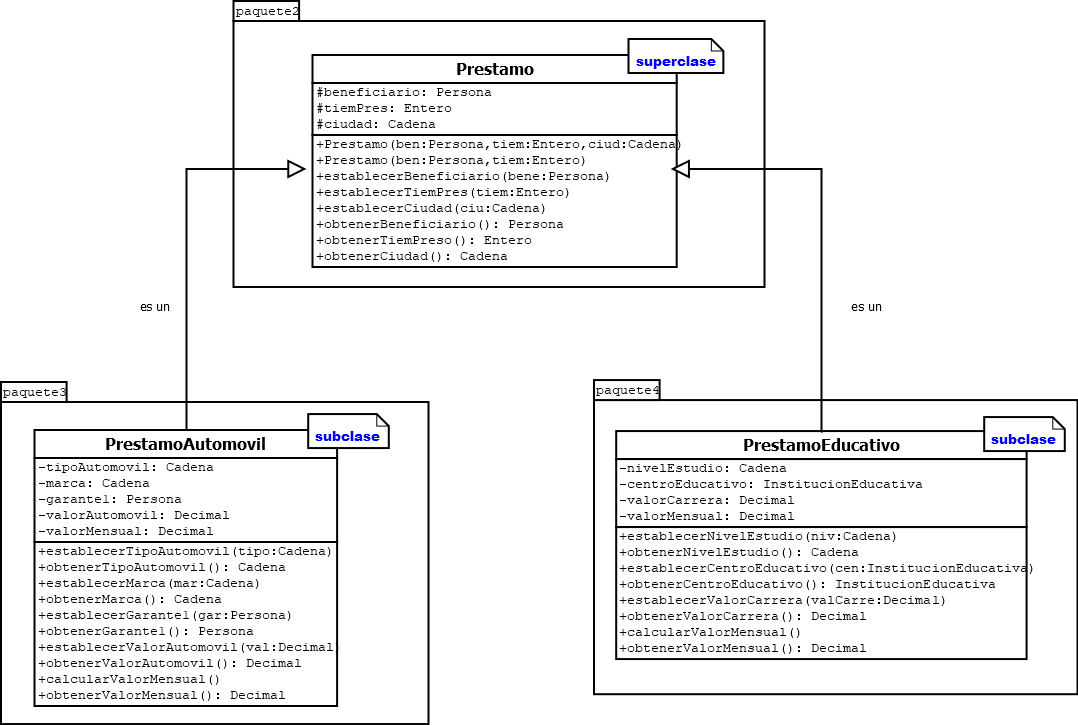 paquete2
superclase
Prestamo
#beneficiario: Persona
#tiemPres: Entero
#ciudad: Cadena
+Prestamo(ben:Persona,tiem:Entero,ciud:Cadena)
+Prestamo(ben:Persona,tiem:Entero)
+establecerBeneficiario(bene:Persona)
+establecerTiemPres(tiem:Entero)
+establecerCiudad(ciu:Cadena)
+obtenerBeneficiario(): Persona
+obtenerTiemPreso(): Entero
+obtenerCiudad(): Cadena
es un
es un
paquete3
subclase
PrestamoAutomovil
-tipoAutomovil: Cadena
-marca: Cadena
-garante1: Persona
-valorAutomovil: Decimal
-valorMensual: Decimal
+establecerTipoAutomovil(tipo:Cadena)
+obtenerTipoAutomovil(): Cadena
+establecerMarca(mar:Cadena)
+obtenerMarca(): Cadena
+establecerGarante1(gar:Persona)
+obtenerGarante1(): Persona
+establecerValorAutomovil(val:Decimal)
+obtenerValorAutomovil(): Decimal
+calcularValorMensual()
+obtenerValorMensual(): Decimal
paquete4
subclase
PrestamoEducativo
-nivelEstudio: Cadena
-centroEducativo: InstitucionEducativa
-valorCarrera: Decimal
-valorMensual: Decimal
+establecerNivelEstudio(niv:Cadena)
+obtenerNivelEstudio(): Cadena
+establecerCentroEducativo(cen:InstitucionEducativa)
+obtenerCentroEducativo(): InstitucionEducativa
+establecerValorCarrera(valCarre:Decimal)
+obtenerValorCarrera(): Decimal
+calcularValorMensual()
+obtenerValorMensual(): Decimal